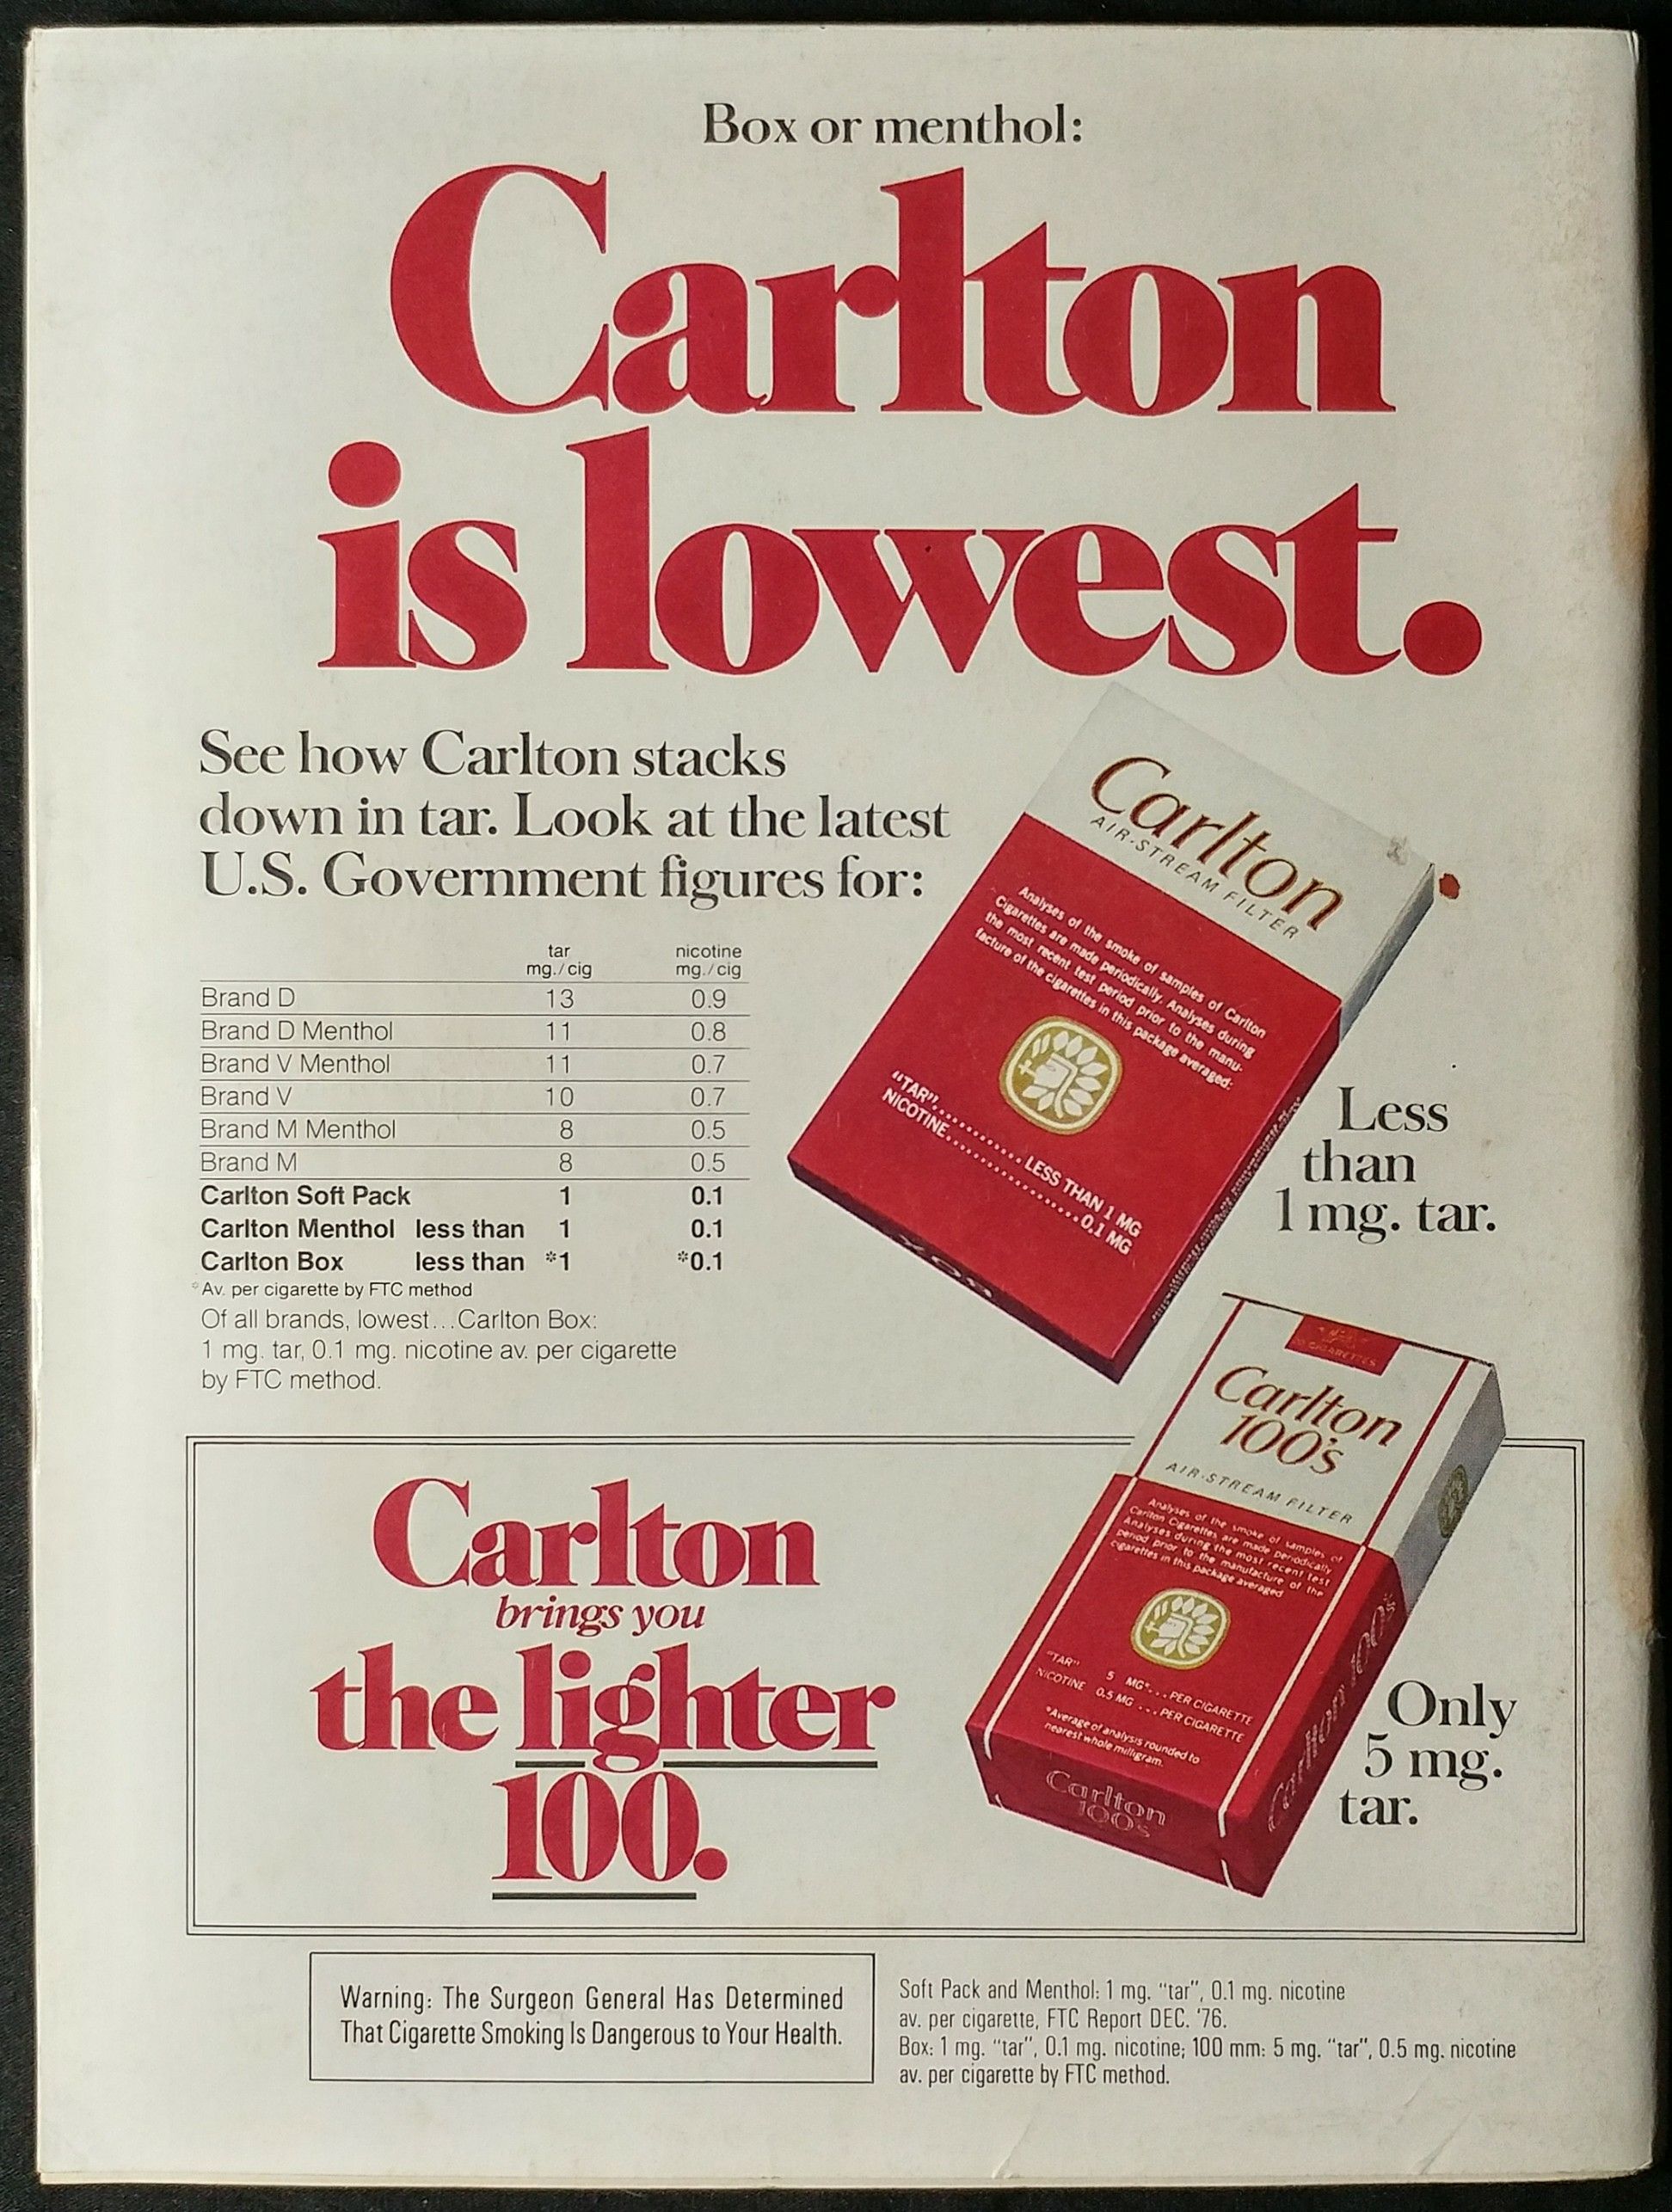 Box or menthol:
Carlton
is lowest.
See how Carlton stacks
down in tar. Look at the latest
U.S. Government figures for:
tar nicotine
mg./cig mg./cig
Brand D 13 0.9
Brand D Menthol 11 0.8
Brand V Menthol 11 0.7
Brand V 10 0.7
Brand M Menthol 8 0.5
Brand M 8 0.5
Carlton Soft Pack 1 0.1
Carlton Menthol less than 1 0.1
Carlton Box less than *1 *0.1
*Av. per cigarette by FTC method
Of all brands, lowest...Carlton Box:
1 mg. tar, 0.1 mg. nicotine av. per cigarette
by FTC method.
Carlton
AIR-STREAM FILTER
Analyses of the smoke of samples of Carlton
Cigarettes are made periodically. Analyses during
the most recent test period prior to the manu-
facture of the cigarettes in this package averaged:
"TAR".............LESS THAN 1 MG
NICOTINE....................0.1 MG
BOX
Less
than
1 mg. tar.
CIGARETTES
Carlton
100's
AIR-STREAM FILTER
Analyses of the smoke of samples of
Carlton Cigarettes are made periodically
Analyses during the most recent test
period prior to the manufacture of the
cigarettes in this package averaged
"TAR" 5 MG*...PER CIGARETTE
NICOTINE 0.5 MG ...PER CIGARETTE
*Average of analysis rounded to
nearest whole milligram.
Carlton
100's
Carlton 100's
Only
5 mg.
tar.
Carlton
brings you
the lighter
100.
Warning: The Surgeon General Has Determined
That Cigarette Smoking Is Dangerous to Your Health.
Soft Pack and Menthol: 1 mg. "tar", 0.1 mg. nicotine
av. per cigarette, FTC Report DEC. '76.
Box: 1 mg. "tar", 0.1 mg. nicotine; 100 mm: 5 mg. "tar", 0.5 mg. nicotine
av. per cigarette by FTC method.